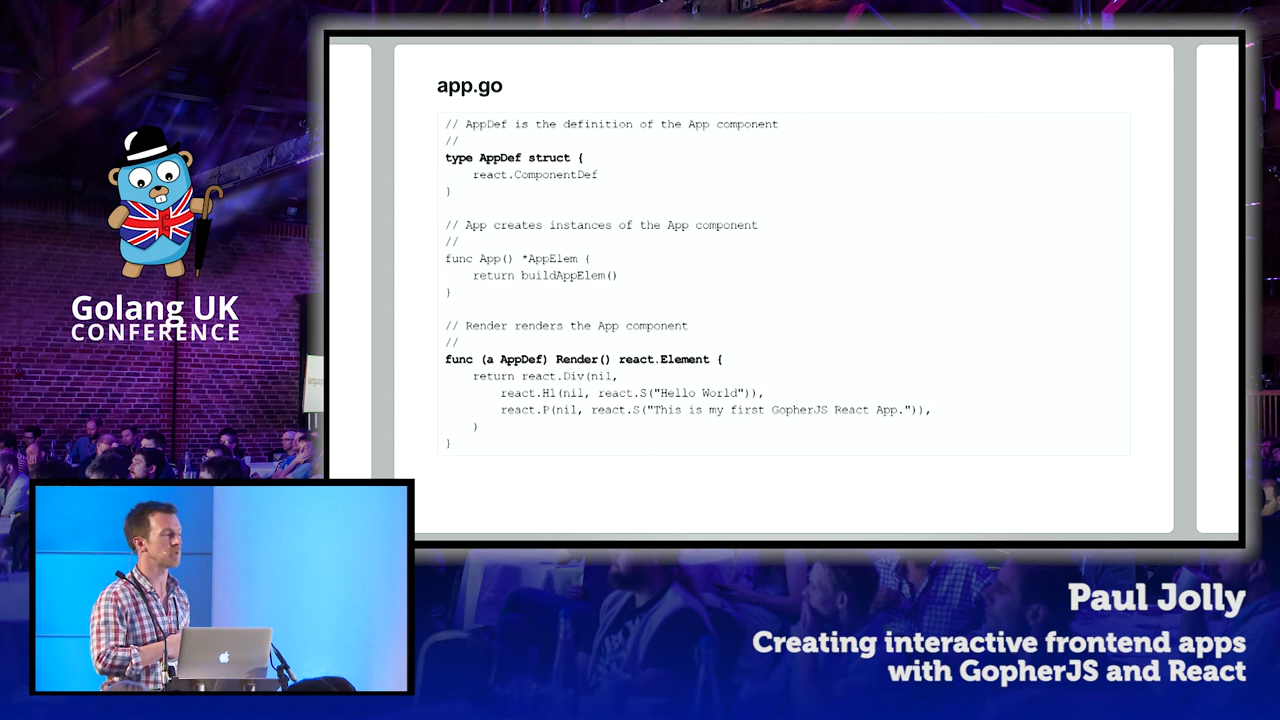 app.go
// AppDef is the definition of the App component
//
type AppDef struct {
react.ComponentDef
}
// App creates instances of the App component
//
func App() *AppElem {
return buildAppElem()
}
// Render renders the App component
//
func (a AppDef) Render() react.Element {
return react.Div(nil,
react.H1(nil, react.S("Hello World")),
react.P(nil, react.S("This is my first GopherJS React App.")),
)
}
Golang UK
CONFERENCE
Paul Jolly
Creating interactive frontend apps
with GopherJS and React